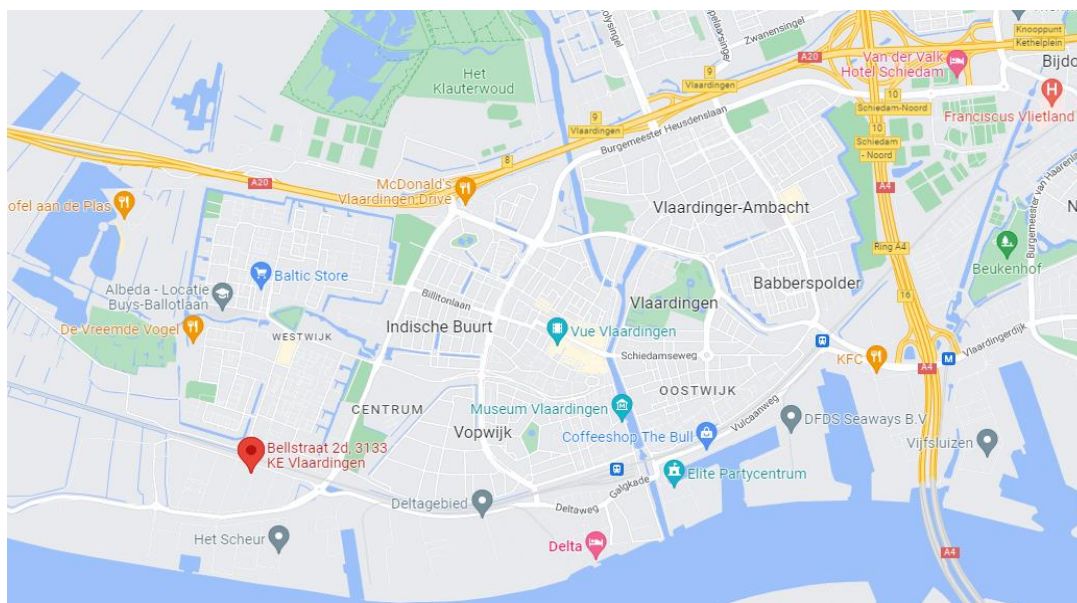 Knooppunt
Kethelplein
Zwanensingel
A20
Van der Valk
Hotel Schiedam
Bijdo
9
Vlaardingen
10
Schiedam-Noord
Franciscus Vlietland
Het
Klauterwoud
9
Vlaardingen
Burgemeester Heusdenslaan
10
Schiedam
- Noord
8
A20
McDonald's
Vlaardingen Drive
A4
ofel aan de Plas
Vlaardinger-Ambacht
Burgemeester van Haaren
N
Ring A4
Beukenhof
Baltic Store
Babberspolder
Albeda - Locatie
Buys-Ballotlaan
Billitonlaan
Vlaardingen
16
De Vreemde Vogel
Indische Buurt
Vue Vlaardingen
WESTWIJK
Schiedamseweg
KFC
A4
M
Vlaardingerdijk
OOSTWIJK
CENTRUM
Museum Vlaardingen
Vulcaanweg
DFDS Seaways B.V
Vopwijk
Coffeeshop The Bull
Vijfsluizen
Bellstraat 2d, 3133
KE Vlaardingen
Elite Partycentrum
Deltagebied
Galgkade
Deltaweg
Het Scheur
Delta
A4